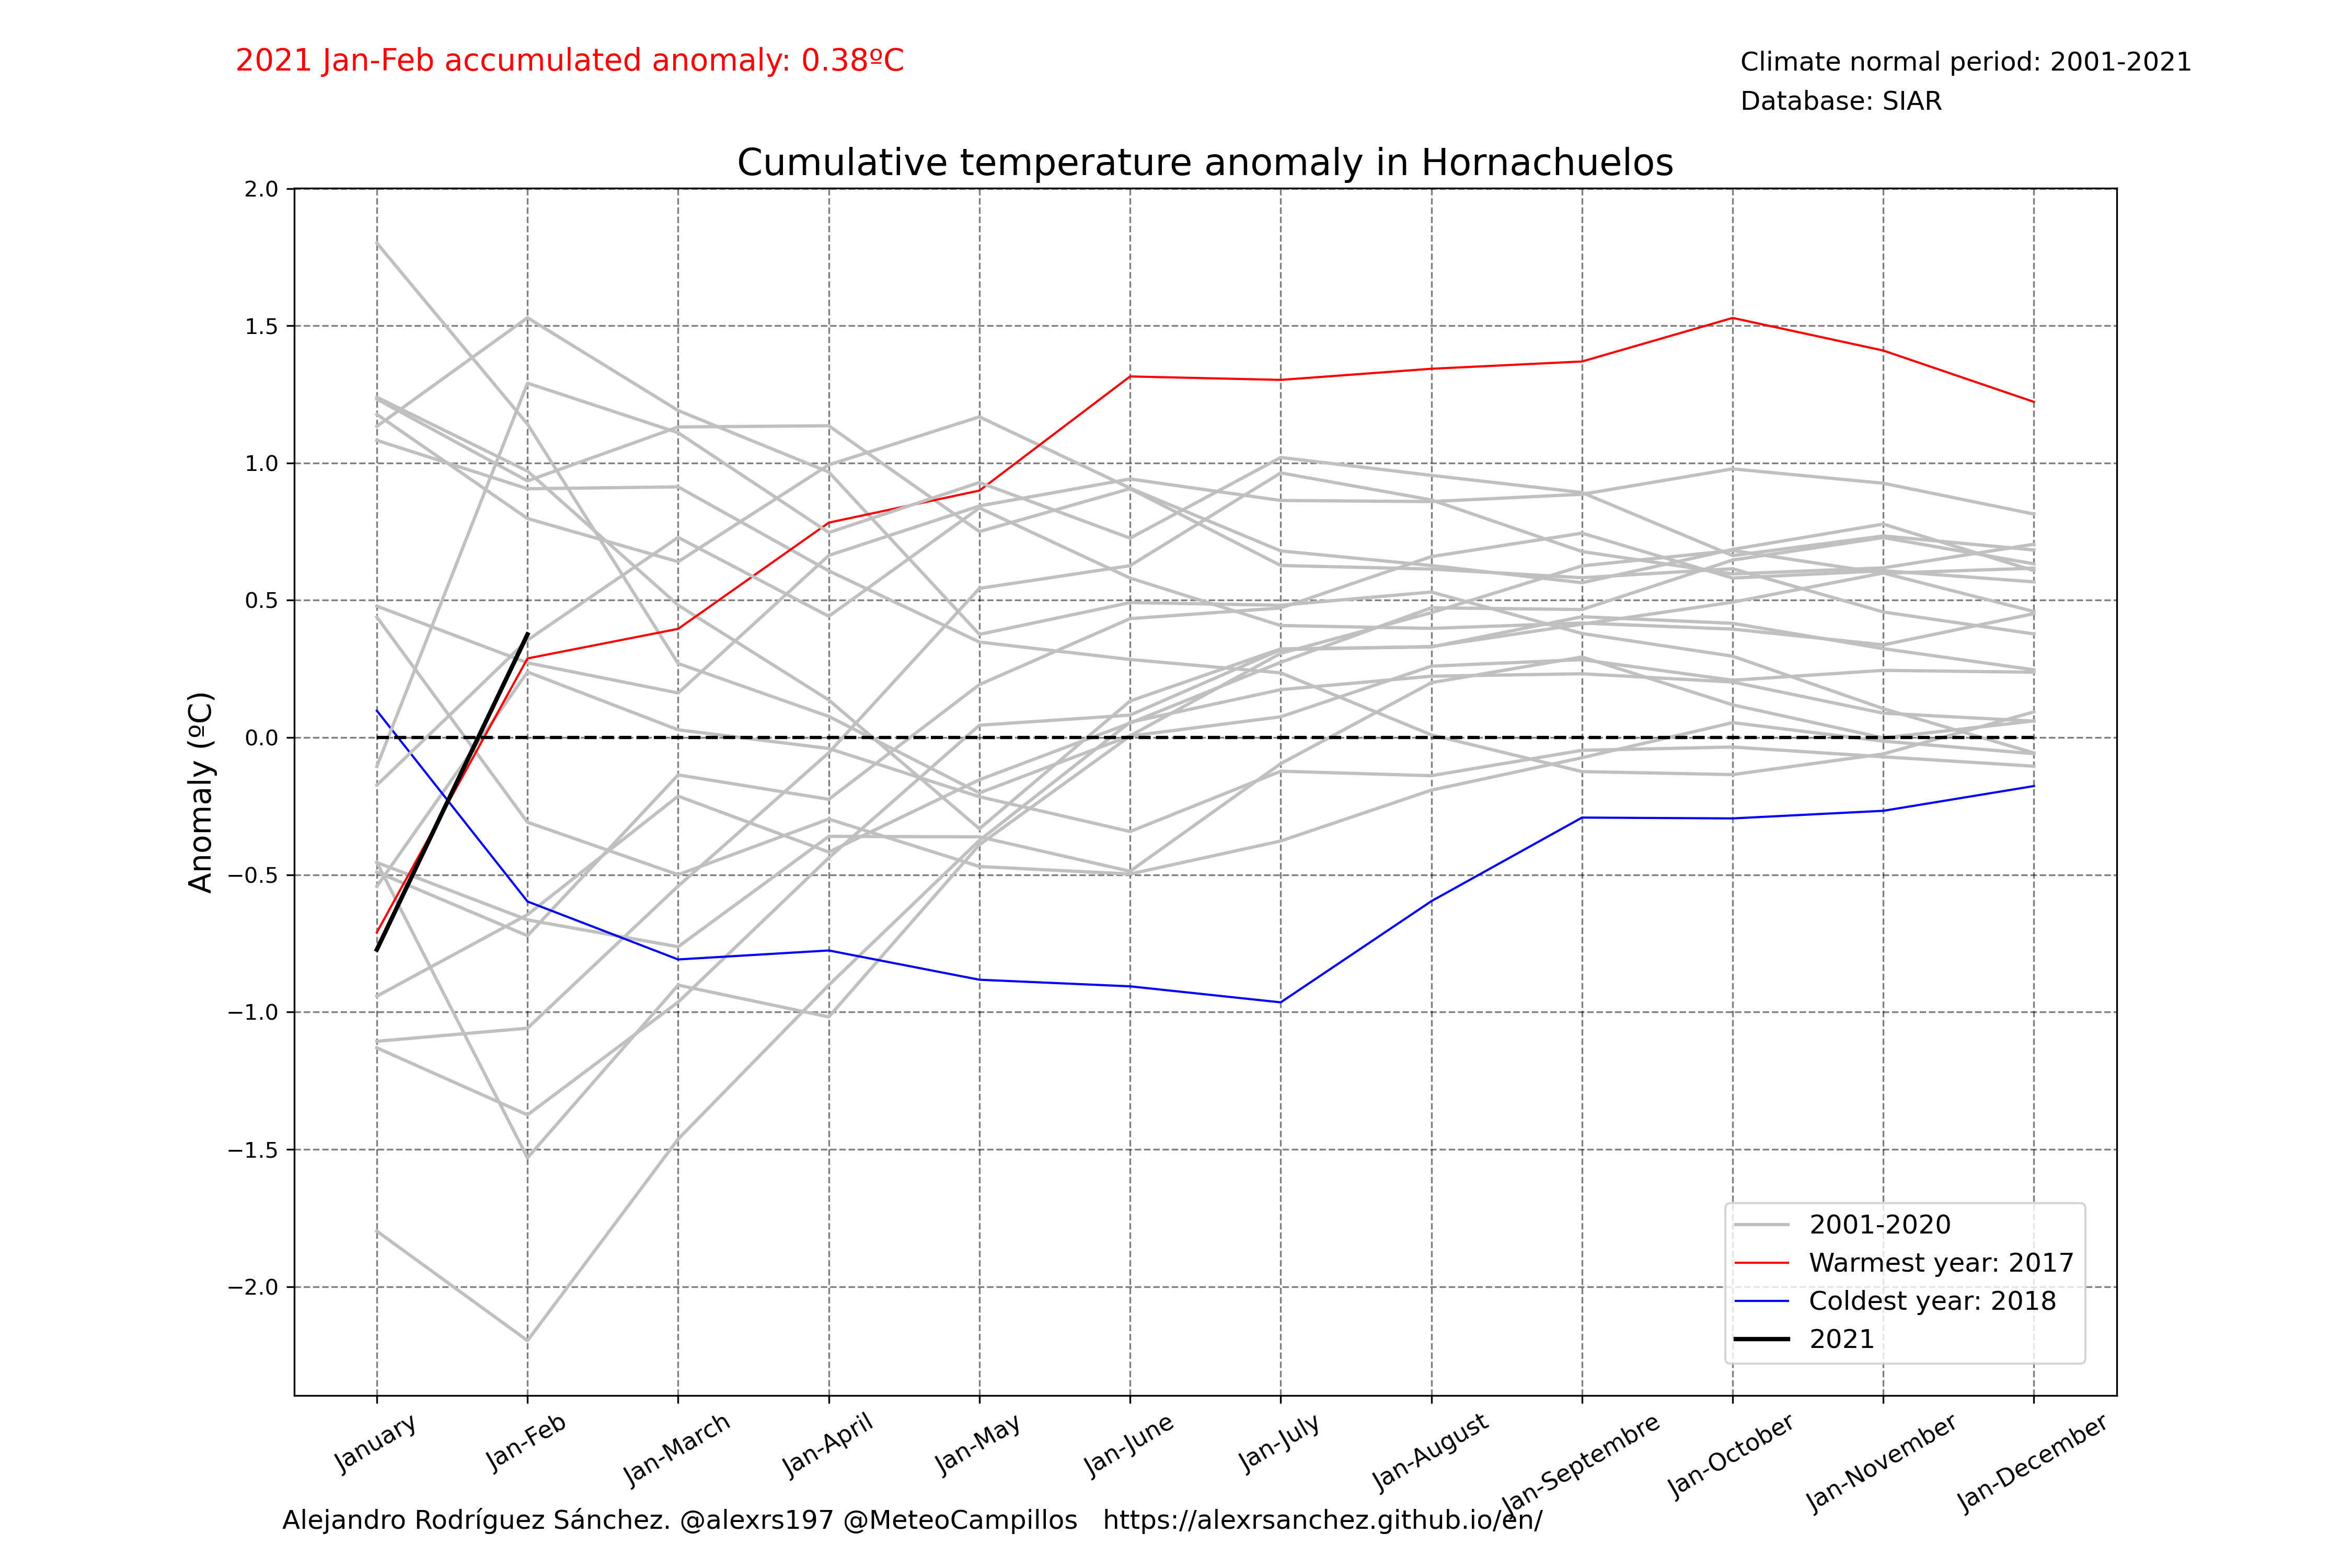 2021 Jan-Feb accumulated anomaly: 0.38ºC
Climate normal period: 2001-2021
Database: SIAR
Cumulative temperature anomaly in Hornachuelos
2.0
1.5
1.0
0.5
0.0
−0.5
−1.0
−1.5
−2.0
Anomaly (ºC)
2001-2020
Warmest year: 2017
Coldest year: 2018
2021
January
Jan-Feb
Jan-March
Jan-April
Jan-May
Jan-June
Jan-July
Jan-August
Jan-Septembre
Jan-October
Jan-November
Jan-December
Alejandro Rodríguez Sánchez. @alexrs197 @MeteoCampillos   https://alexrsanchez.github.io/en/